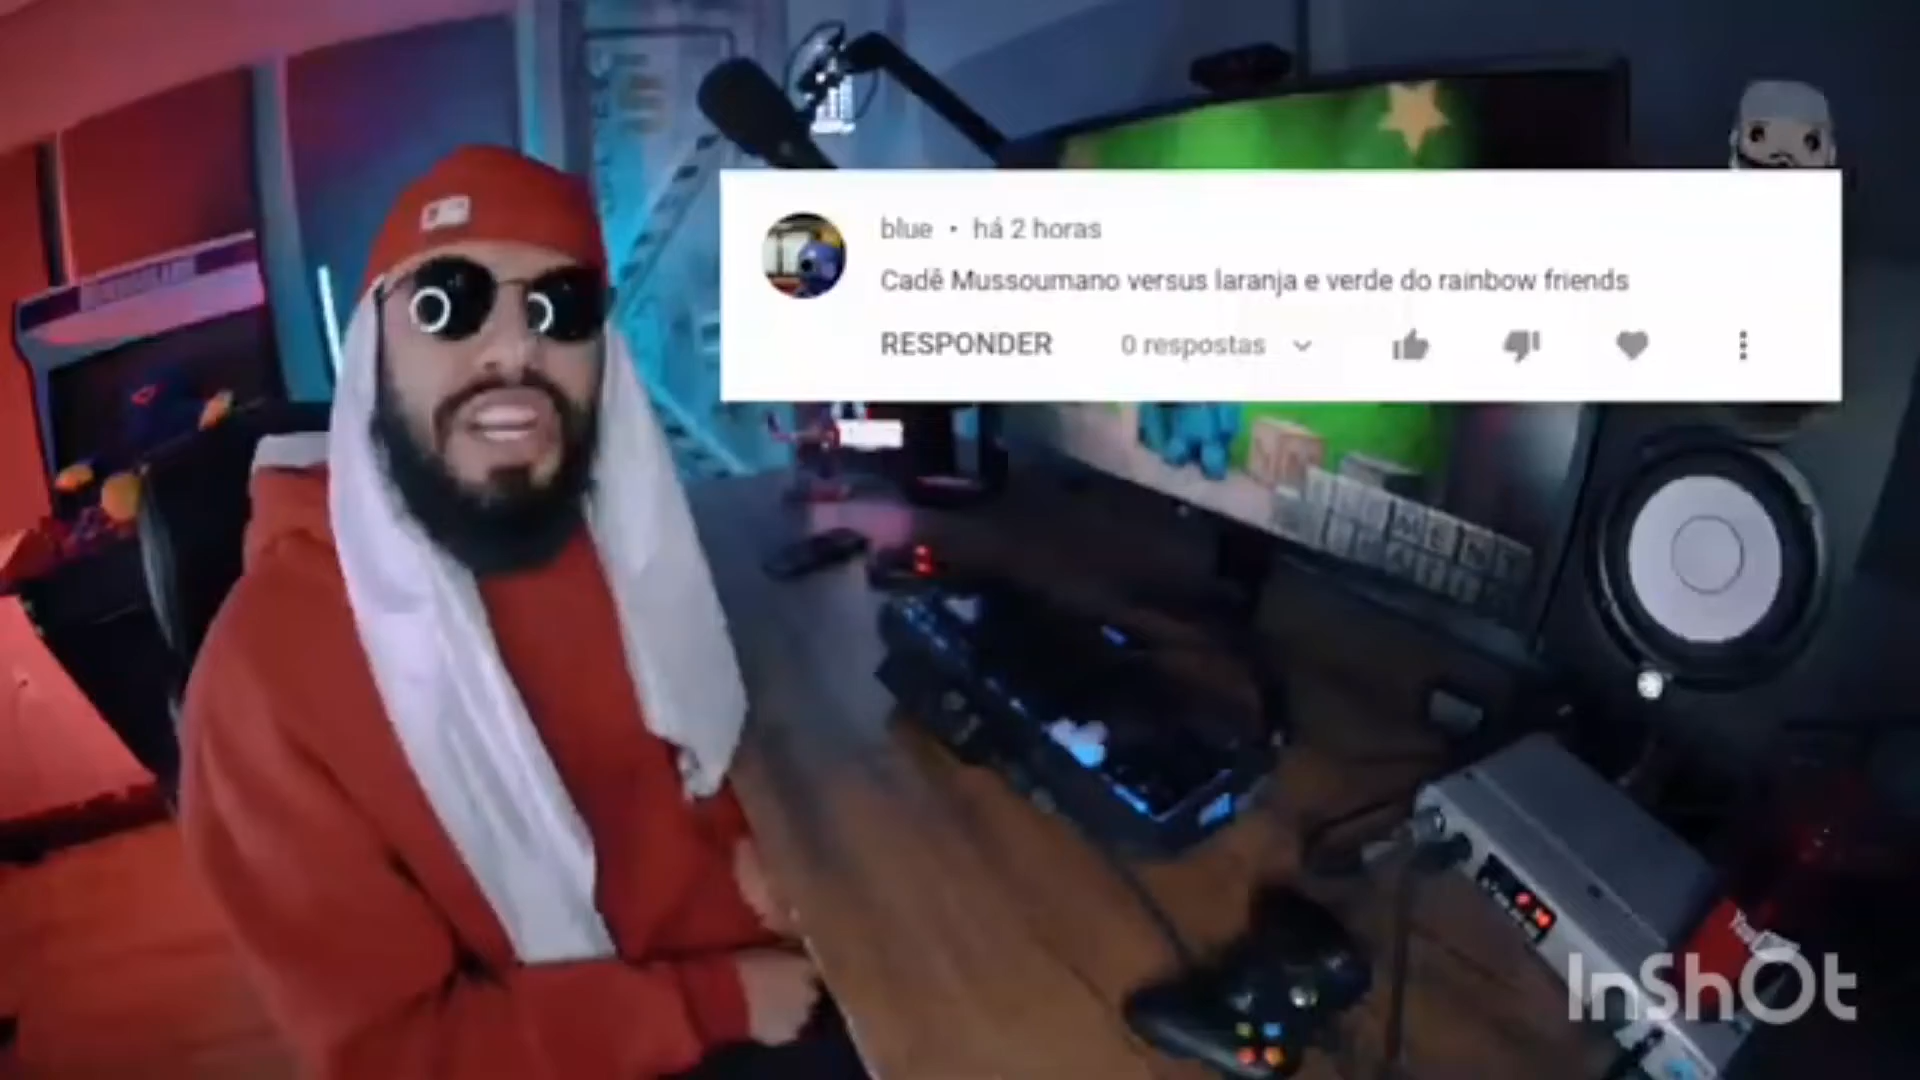 blue • há 2 horas
Cadê Mussoumano versus laranja e verde do rainbow friends
RESPONDER 0 respostas
InShOt